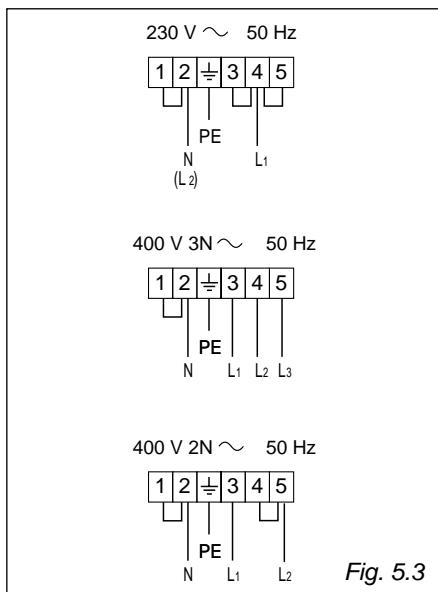 230 V ~ 50 Hz
1 2 ⏚ 3 4 5
PE
N L1
(L2)
400 V 3N ~ 50 Hz
1 2 ⏚ 3 4 5
PE
N L1 L2 L3
400 V 2N ~ 50 Hz
1 2 ⏚ 3 4 5
PE
N L1 L2
Fig. 5.3